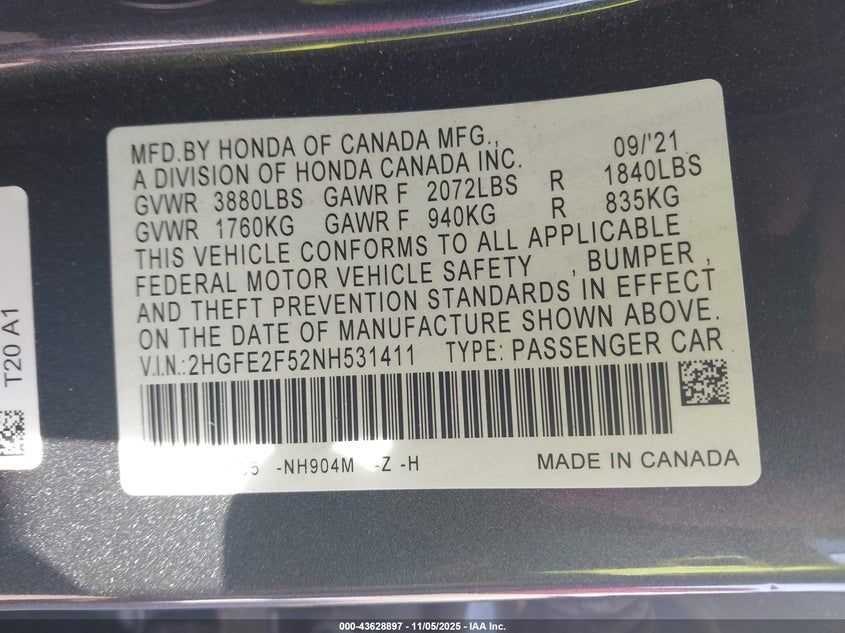 MFD.BY HONDA OF CANADA MFG., 09/'21
A DIVISION OF HONDA CANADA INC.
GVWR 3880LBS GAWR F 2072LBS R 1840LBS
GVWR 1760KG GAWR F 940KG R 835KG
THIS VEHICLE CONFORMS TO ALL APPLICABLE
FEDERAL MOTOR VEHICLE SAFETY , BUMPER ,
AND THEFT PREVENTION STANDARDS IN EFFECT
ON THE DATE OF MANUFACTURE SHOWN ABOVE.
V.I.N.:2HGFE2F52NH531411 TYPE: PASSENGER CAR
-NH904M -Z -H MADE IN CANADA
T20 A1
000-43628897 - 11/05/2025 - IAA Inc.